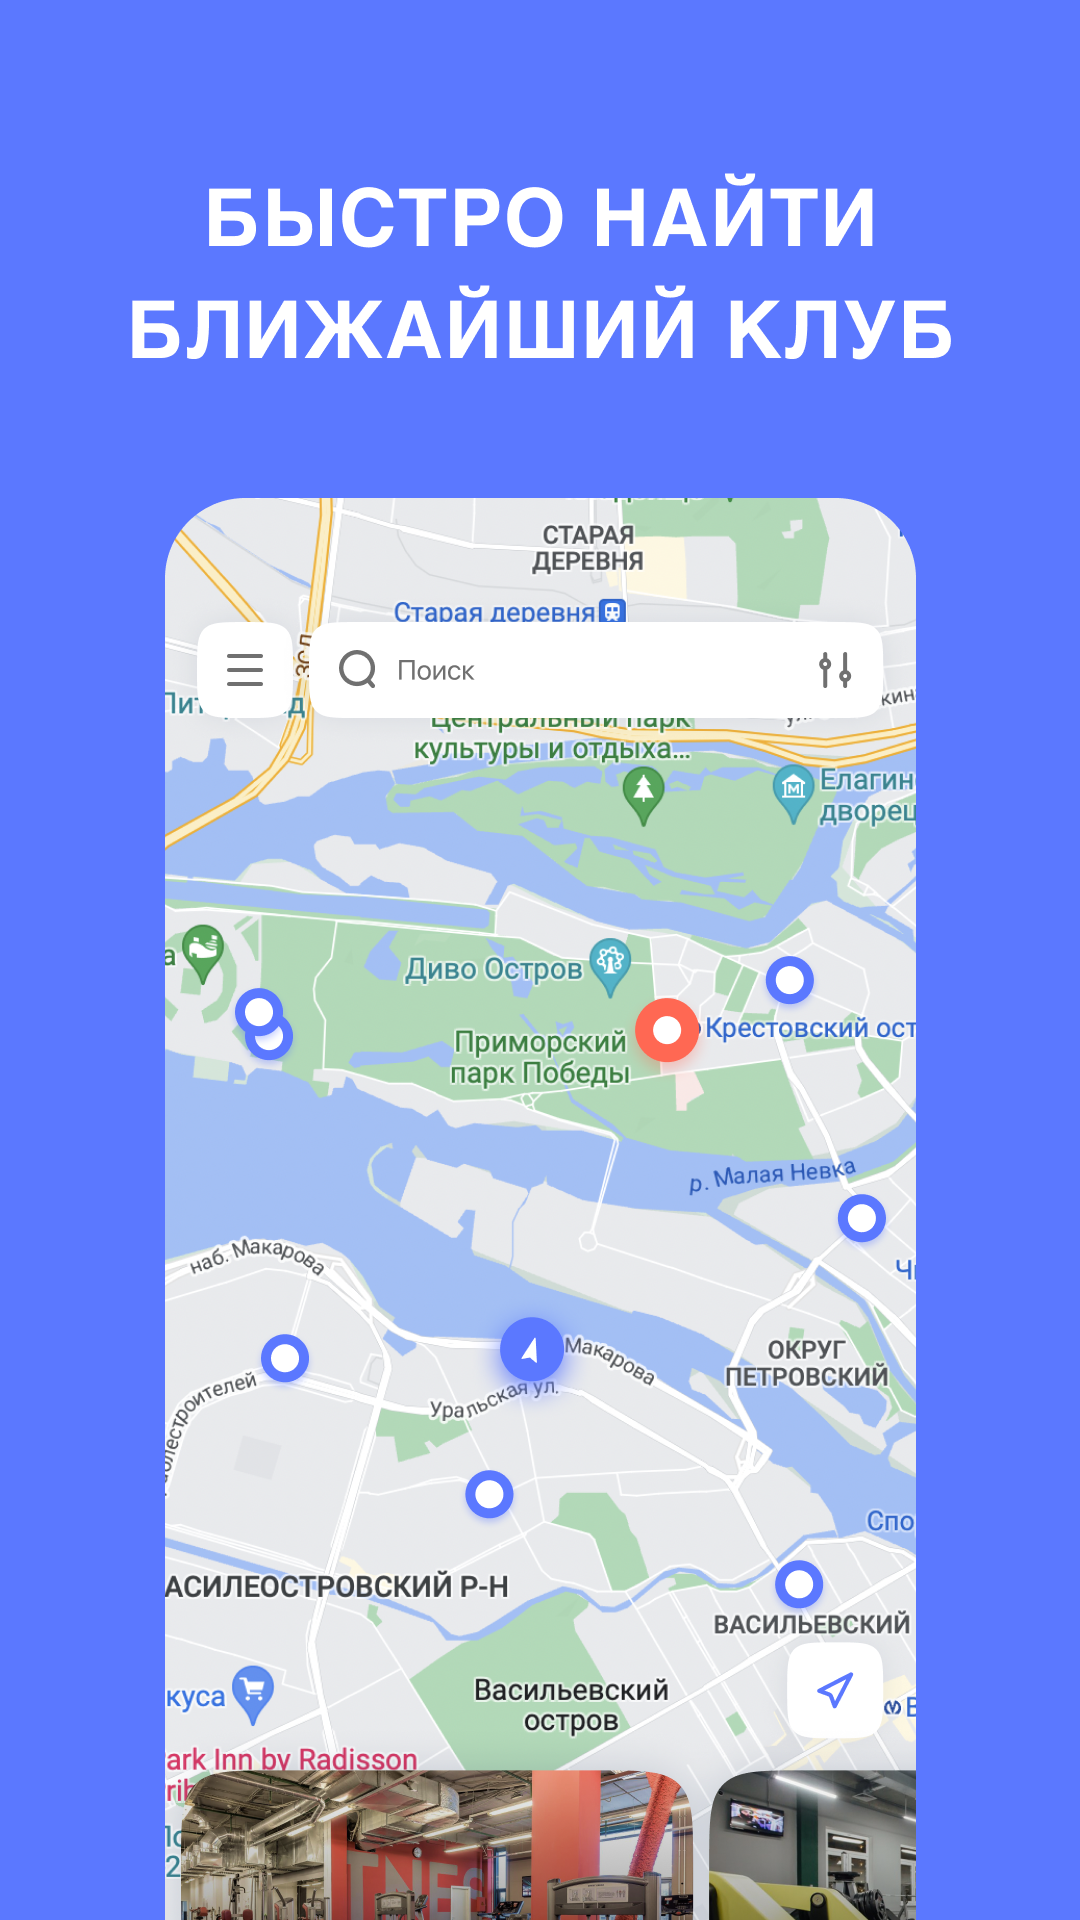 БЫСТРО НАЙТИ
БЛИЖАЙШИЙ КЛУБ
СТАРАЯ
ДЕРЕВНЯ
Старая деревня
ЗСД
Поиск
Центральный парк
культуры и отдыха...
Елагин
дворец
Диво Остров
Крестовский ост
Приморский
парк Победы
р. Малая Невка
наб. Макарова
Макарова
ОКРУГ
ПЕТРОВСКИЙ
Уральская ул.
Спо
АСИЛЕОСТРОВСКИЙ Р-Н
ВАСИЛЬЕВСКИЙ
Васильевский
остров
куса
ark Inn by Radisson
TNES